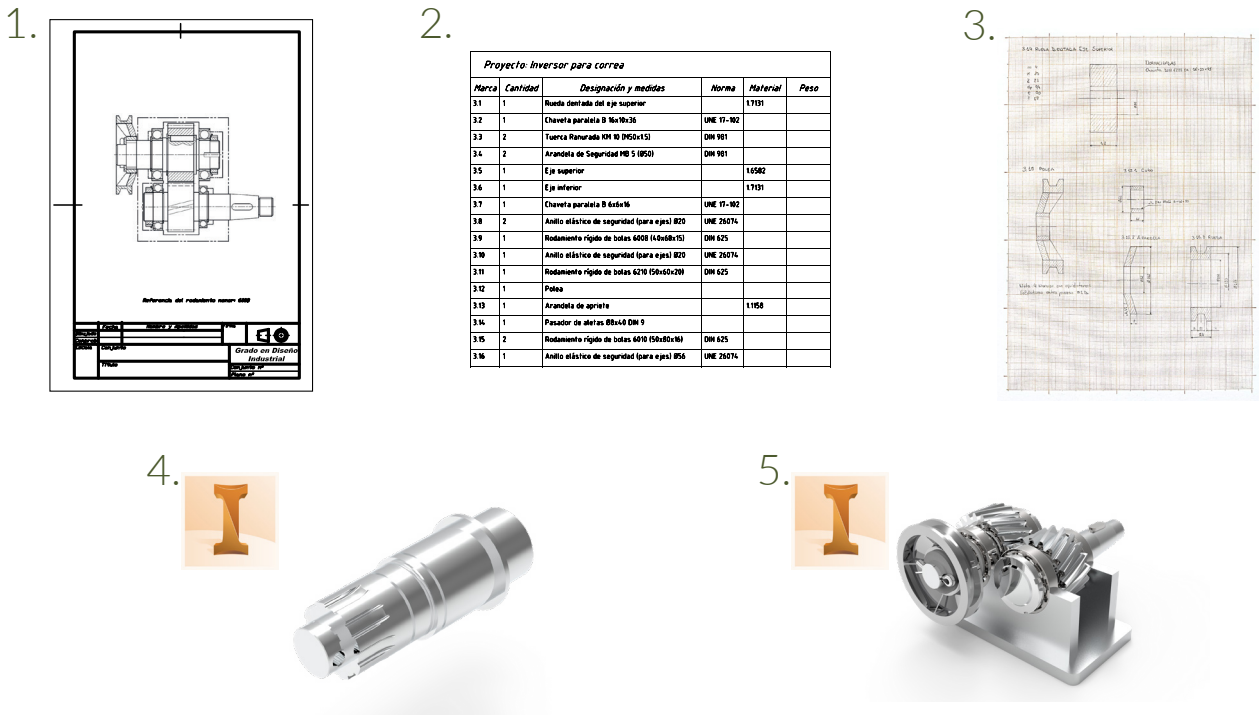 1.
Referencia del rodamiento menor: 6008
Fecha
Nombre y apellidos
Grado en Diseño
Industrial
Conjunto
Título
Conjunto nº
Plano nº
2.
Proyecto: Inversor para correa
Marca Cantidad Designación y medidas Norma Material Peso
3.1 1 Rueda dentada del eje superior 1.7131
3.2 1 Chaveta paralela B 16x10x36 UNE 17-102
3.3 2 Tuerca Ranurada KM 10 (M50x1.5) DIN 981
3.4 2 Arandela de Seguridad MB 5 (Ø50) DIN 981
3.5 1 Eje superior 1.6582
3.6 1 Eje inferior 1.7131
3.7 1 Chaveta paralela B 6x6x16 UNE 17-102
3.8 2 Anillo elástico de seguridad (para ejes) Ø20 UNE 26074
3.9 1 Rodamiento rígido de bolas 6008 (40x68x15) DIN 625
3.10 1 Anillo elástico de seguridad (para ejes) Ø20 UNE 26074
3.11 1 Rodamiento rígido de bolas 6210 (50x60x20) DIN 625
3.12 1 Polea
3.13 1 Arandela de apriete 1.1158
3.14 1 Pasador de aletas Ø8x40 DIN 9
3.15 2 Rodamiento rígido de bolas 6010 (50x80x16) DIN 625
3.16 1 Anillo elástico de seguridad (para ejes) Ø56 UNE 26074
3.
4.
5.